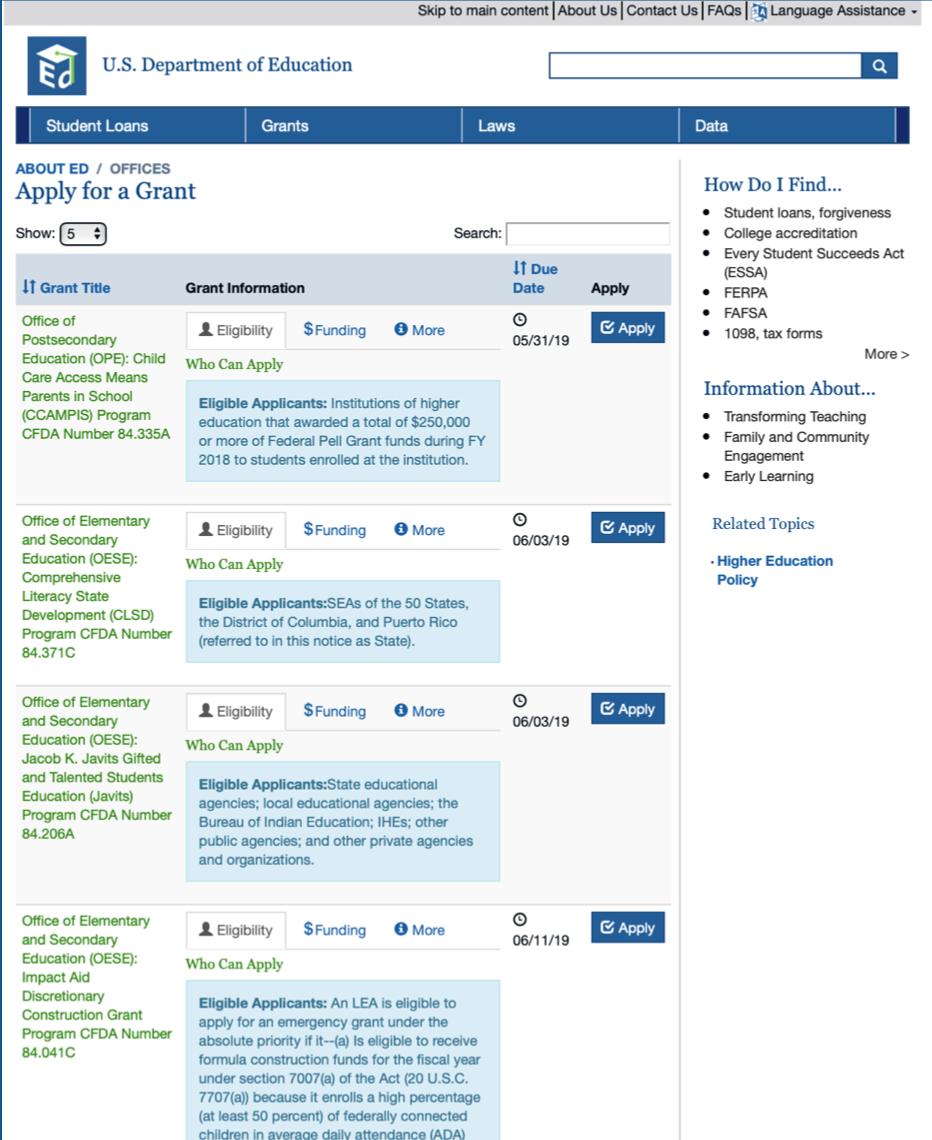 Skip to main content | About Us | Contact Us | FAQs | Language Assistance
Ed
U.S. Department of Education
Student Loans
Grants
Laws
Data
ABOUT ED / OFFICES
Apply for a Grant
Show: 5
Search:
Grant Title
Grant Information
Due
Date
Apply
Office of
Postsecondary
Education (OPE): Child
Care Access Means
Parents in School
(CCAMPIS) Program
CFDA Number 84.335A
Eligibility
$Funding
More
Who Can Apply
Eligible Applicants: Institutions of higher
education that awarded a total of $250,000
or more of Federal Pell Grant funds during FY
2018 to students enrolled at the institution.
05/31/19
Apply
Office of Elementary
and Secondary
Education (OESE):
Comprehensive
Literacy State
Development (CLSD)
Program CFDA Number
84.371C
Eligibility
$Funding
More
Who Can Apply
Eligible Applicants:SEAs of the 50 States,
the District of Columbia, and Puerto Rico
(referred to in this notice as State).
06/03/19
Apply
Office of Elementary
and Secondary
Education (OESE):
Jacob K. Javits Gifted
and Talented Students
Education (Javits)
Program CFDA Number
84.206A
Eligibility
$Funding
More
Who Can Apply
Eligible Applicants:State educational
agencies; local educational agencies; the
Bureau of Indian Education; IHEs; other
public agencies; and other private agencies
and organizations.
06/03/19
Apply
Office of Elementary
and Secondary
Education (OESE):
Impact Aid
Discretionary
Construction Grant
Program CFDA Number
84.041C
Eligibility
$Funding
More
Who Can Apply
Eligible Applicants: An LEA is eligible to
apply for an emergency grant under the
absolute priority if it--(a) Is eligible to receive
formula construction funds for the fiscal year
under section 7007(a) of the Act (20 U.S.C.
7707(a)) because it enrolls a high percentage
(at least 50 percent) of federally connected
children in average daily attendance (ADA)
06/11/19
Apply
How Do I Find...
• Student loans, forgiveness
• College accreditation
• Every Student Succeeds Act
(ESSA)
• FERPA
• FAFSA
• 1098, tax forms
More >
Information About...
• Transforming Teaching
• Family and Community
Engagement
• Early Learning
Related Topics
· Higher Education
Policy